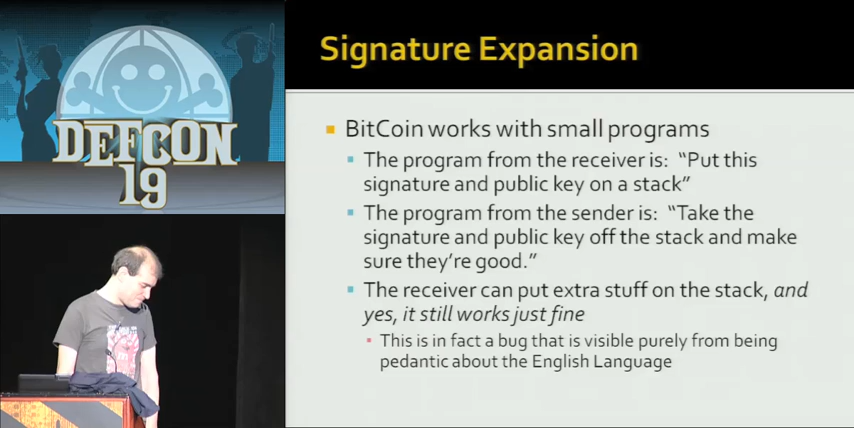 DEFCON
19
Signature Expansion
BitCoin works with small programs
The program from the receiver is: “Put this
signature and public key on a stack”
The program from the sender is: “Take the
signature and public key off the stack and make
sure they’re good.”
The receiver can put extra stuff on the stack, and
yes, it still works just fine
This is in fact a bug that is visible purely from being
pedantic about the English Language